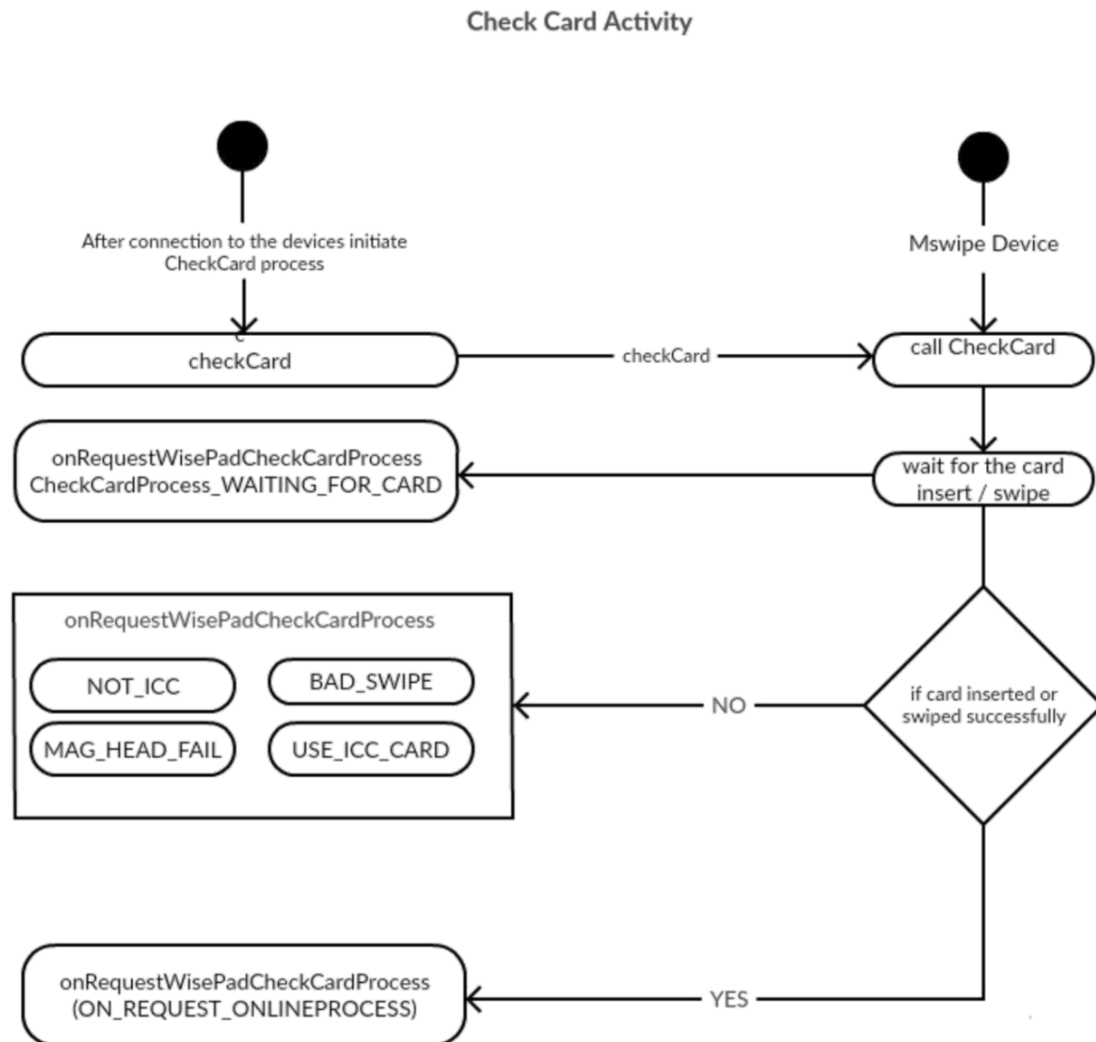 Check Card Activity
After connection to the devices initiate
CheckCard process
Mswipe Device
c
checkCard
checkCard
call CheckCard
onRequestWisePadCheckCardProcess
CheckCardProcess_WAITING_FOR_CARD
wait for the card
insert / swipe
onRequestWisePadCheckCardProcess
NOT_ICC
BAD_SWIPE
MAG_HEAD_FAIL
USE_ICC_CARD
NO
if card inserted or
swiped successfully
onRequestWisePadCheckCardProcess
(ON_REQUEST_ONLINEPROCESS)
YES